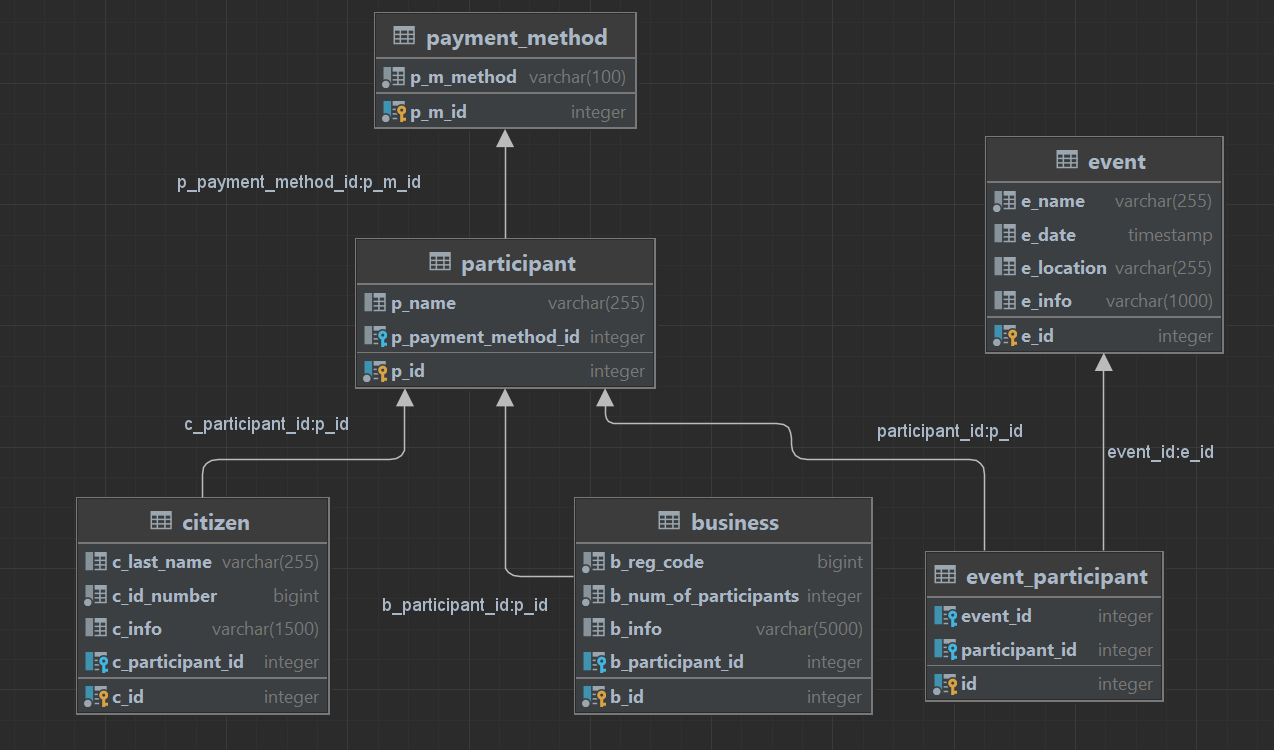 payment_method
p_m_method varchar(100)
p_m_id integer
p_payment_method_id:p_m_id
event
e_name varchar(255)
e_date timestamp
e_location varchar(255)
e_info varchar(1000)
e_id integer
participant
p_name varchar(255)
p_payment_method_id integer
p_id integer
c_participant_id:p_id
participant_id:p_id
event_id:e_id
citizen
c_last_name varchar(255)
c_id_number bigint
c_info varchar(1500)
c_participant_id integer
c_id integer
b_participant_id:p_id
business
b_reg_code bigint
b_num_of_participants integer
b_info varchar(5000)
b_participant_id integer
b_id integer
event_participant
event_id integer
participant_id integer
id integer